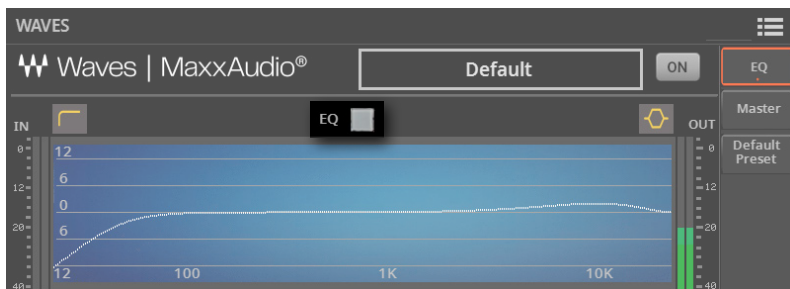 WAVES
Waves | MaxxAudio®
Default
ON
EQ
Master
Default
Preset
IN
EQ
OUT
0
12
20
40
12
6
0
6
12
100
1K
10K
0
12
20
40